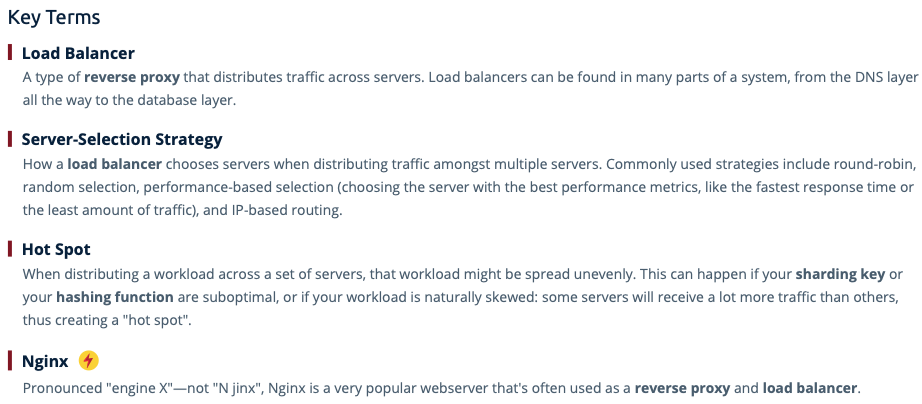 Key Terms
Load Balancer
A type of reverse proxy that distributes traffic across servers. Load balancers can be found in many parts of a system, from the DNS layer
all the way to the database layer.
Server-Selection Strategy
How a load balancer chooses servers when distributing traffic amongst multiple servers. Commonly used strategies include round-robin,
random selection, performance-based selection (choosing the server with the best performance metrics, like the fastest response time or
the least amount of traffic), and IP-based routing.
Hot Spot
When distributing a workload across a set of servers, that workload might be spread unevenly. This can happen if your sharding key or
your hashing function are suboptimal, or if your workload is naturally skewed: some servers will receive a lot more traffic than others,
thus creating a "hot spot".
Nginx
Pronounced "engine X"—not "N jinx", Nginx is a very popular webserver that's often used as a reverse proxy and load balancer.